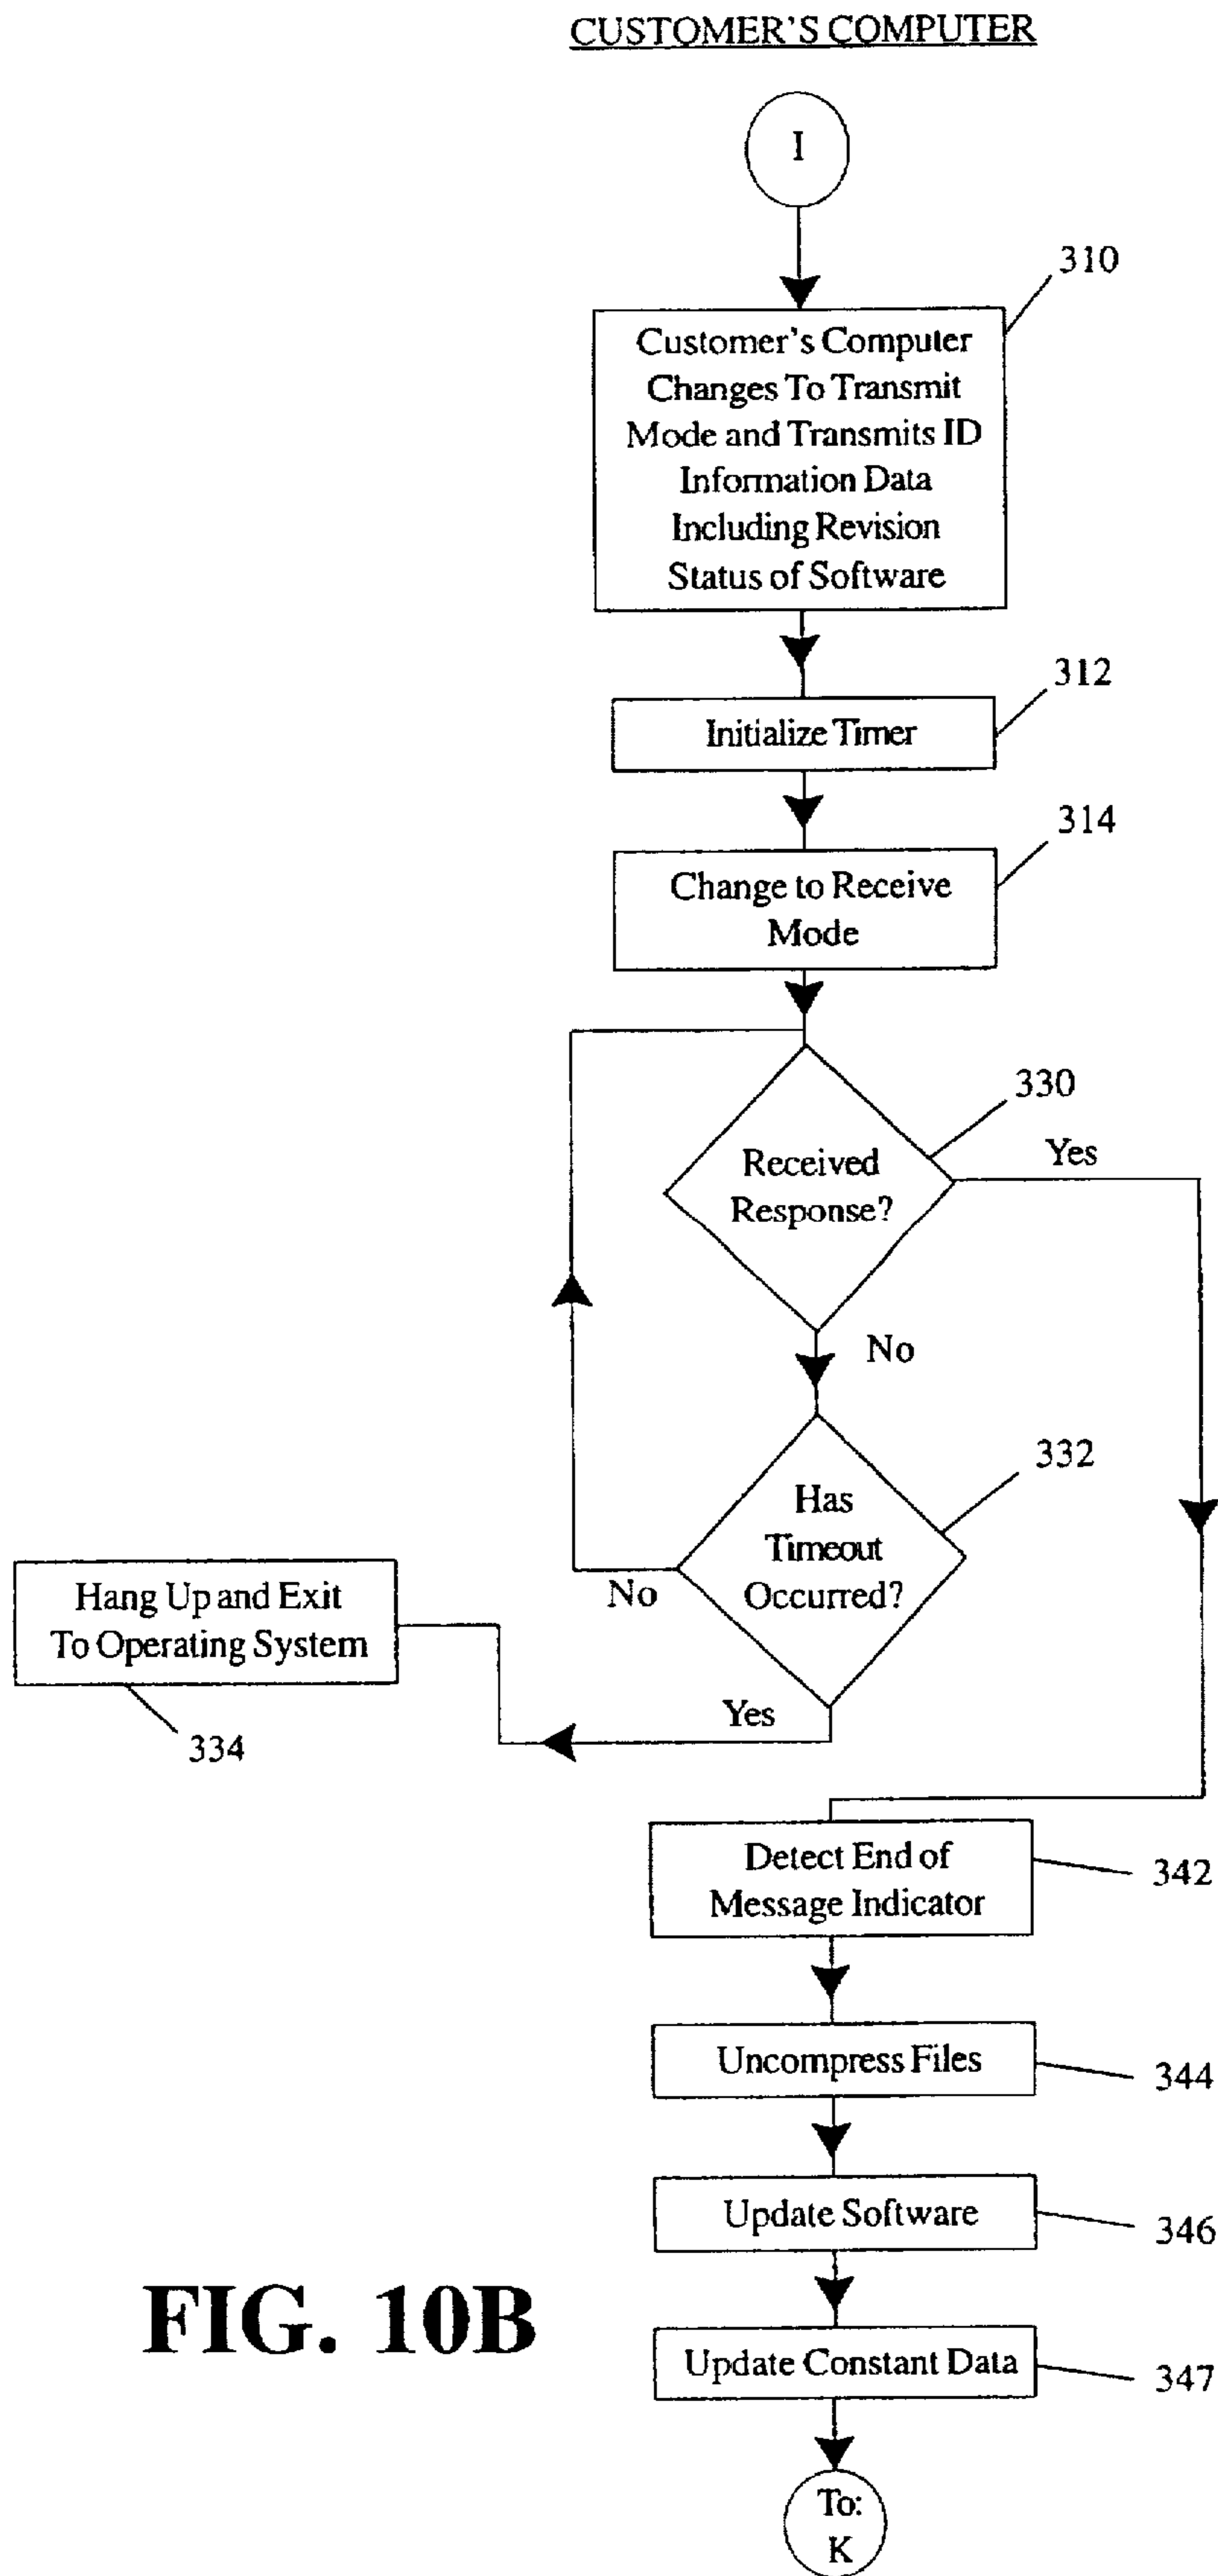 CUSTOMER'S COMPUTER
I
310
Customer's Computer
Changes To Transmit
Mode and Transmits ID
Information Data
Including Revision
Status of Software
312
Initialize Timer
314
Change to Receive
Mode
330
Received
Response?
Yes
No
332
Has
Timeout
Occurred?
No
Yes
Hang Up and Exit
To Operating System
334
Detect End of
Message Indicator
342
Uncompress Files
344
Update Software
346
Update Constant Data
347
To:
K
FIG. 10B